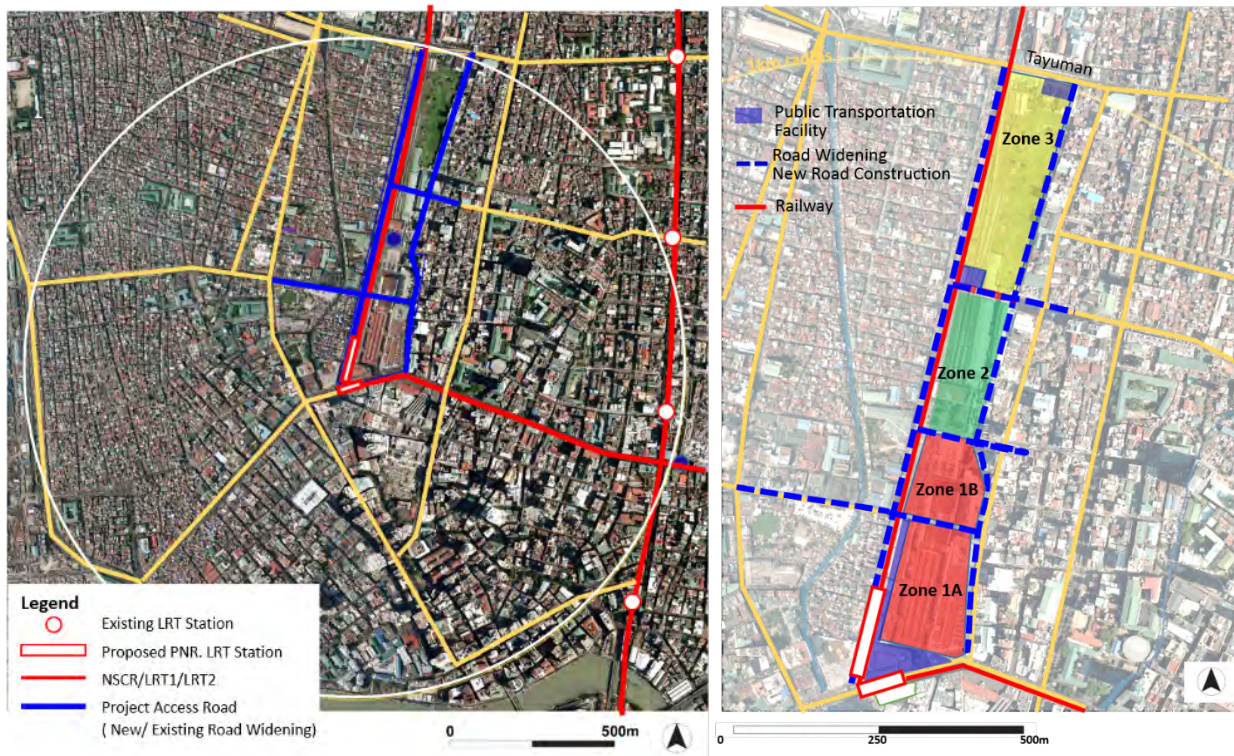 Legend
Existing LRT Station
Proposed PNR. LRT Station
NSCR/LRT1/LRT2
Project Access Road
( New/ Existing Road Widening)
0
500m
Tayuman
1km radius
Public Transportation
Facility
Road Widening
New Road Construction
Railway
Zone 3
Zone 2
Zone 1B
Zone 1A
0
250
500m